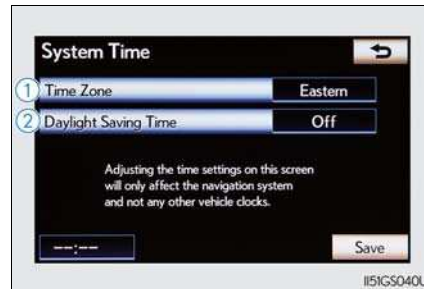 System Time
1 Time Zone Eastern
2 Daylight Saving Time Off
Adjusting the time settings on this screen
will only affect the navigation system
and not any other vehicle clocks.
--:-- Save
II51GS040U